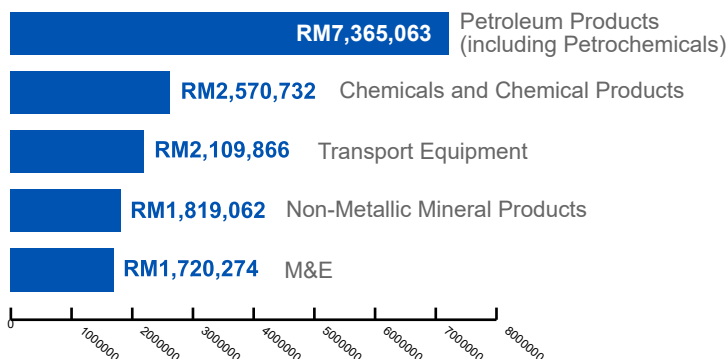 RM7,365,063
Petroleum Products
(including Petrochemicals)
RM2,570,732
Chemicals and Chemical Products
RM2,109,866
Transport Equipment
RM1,819,062
Non-Metallic Mineral Products
RM1,720,274
M&E
0
1000000
2000000
3000000
4000000
5000000
6000000
7000000
8000000